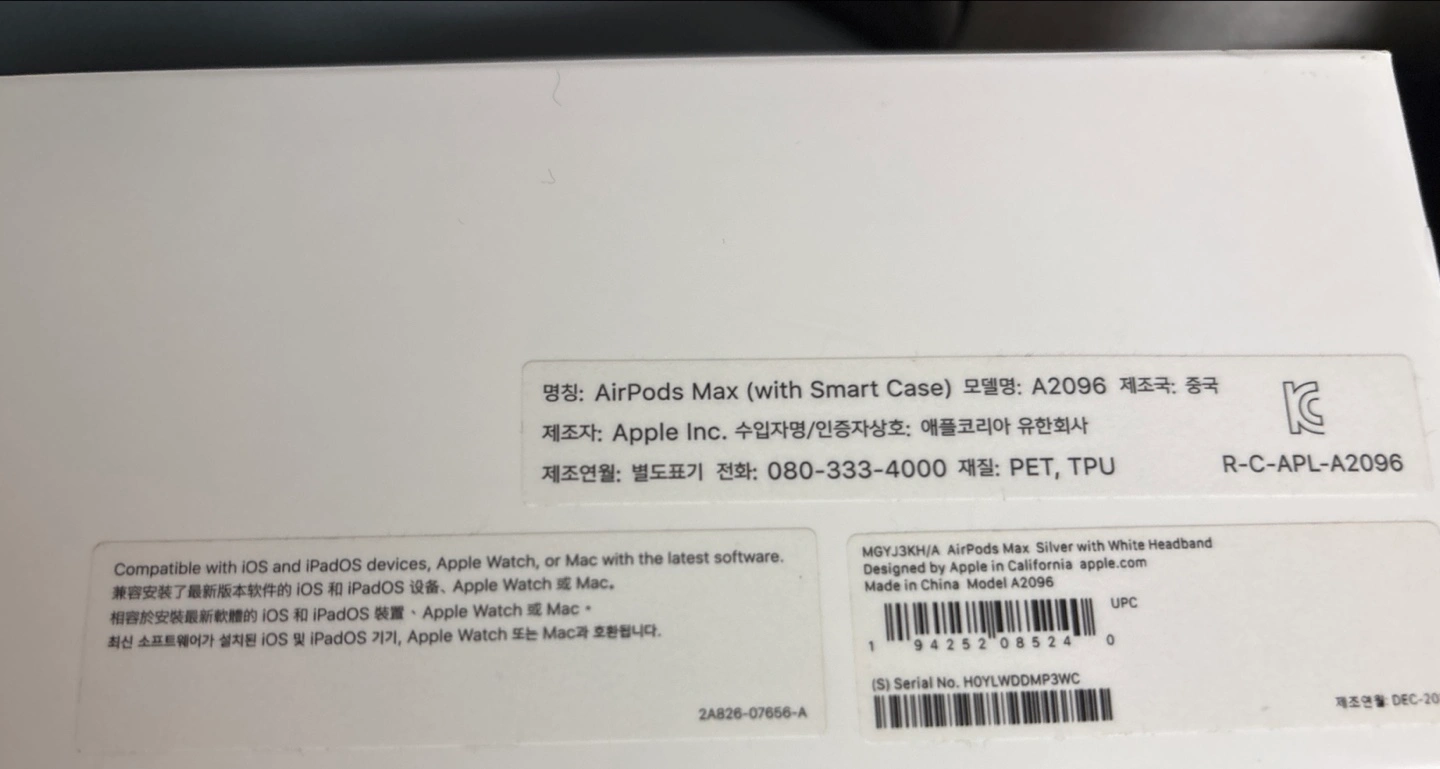 명칭: AirPods Max (with Smart Case) 모델명: A2096 제조국: 중국
제조자: Apple Inc. 수입자명/인증자상호: 애플코리아 유한회사
제조연월: 별도표기 전화: 080-333-4000 재질: PET, TPU
R-C-APL-A2096
Compatible with iOS and iPadOS devices, Apple Watch, or Mac with the latest software.
兼容安裝了最新版本软件的 iOS 和 iPadOS 设备、Apple Watch 或 Mac。
相容於安裝最新軟體的 iOS 和 iPadOS 裝置、Apple Watch 或 Mac。
최신 소프트웨어가 설치된 iOS 및 iPadOS 기기, Apple Watch 또는 Mac과 호환됩니다.
2A826-07656-A
MGYJ3KH/A AirPods Max Silver with White Headband
Designed by Apple in California apple.com
Made in China Model A2096
UPC
1 94252 08524 0
(S) Serial No. H0YLWDDMP3WC
제조연월: DEC-20